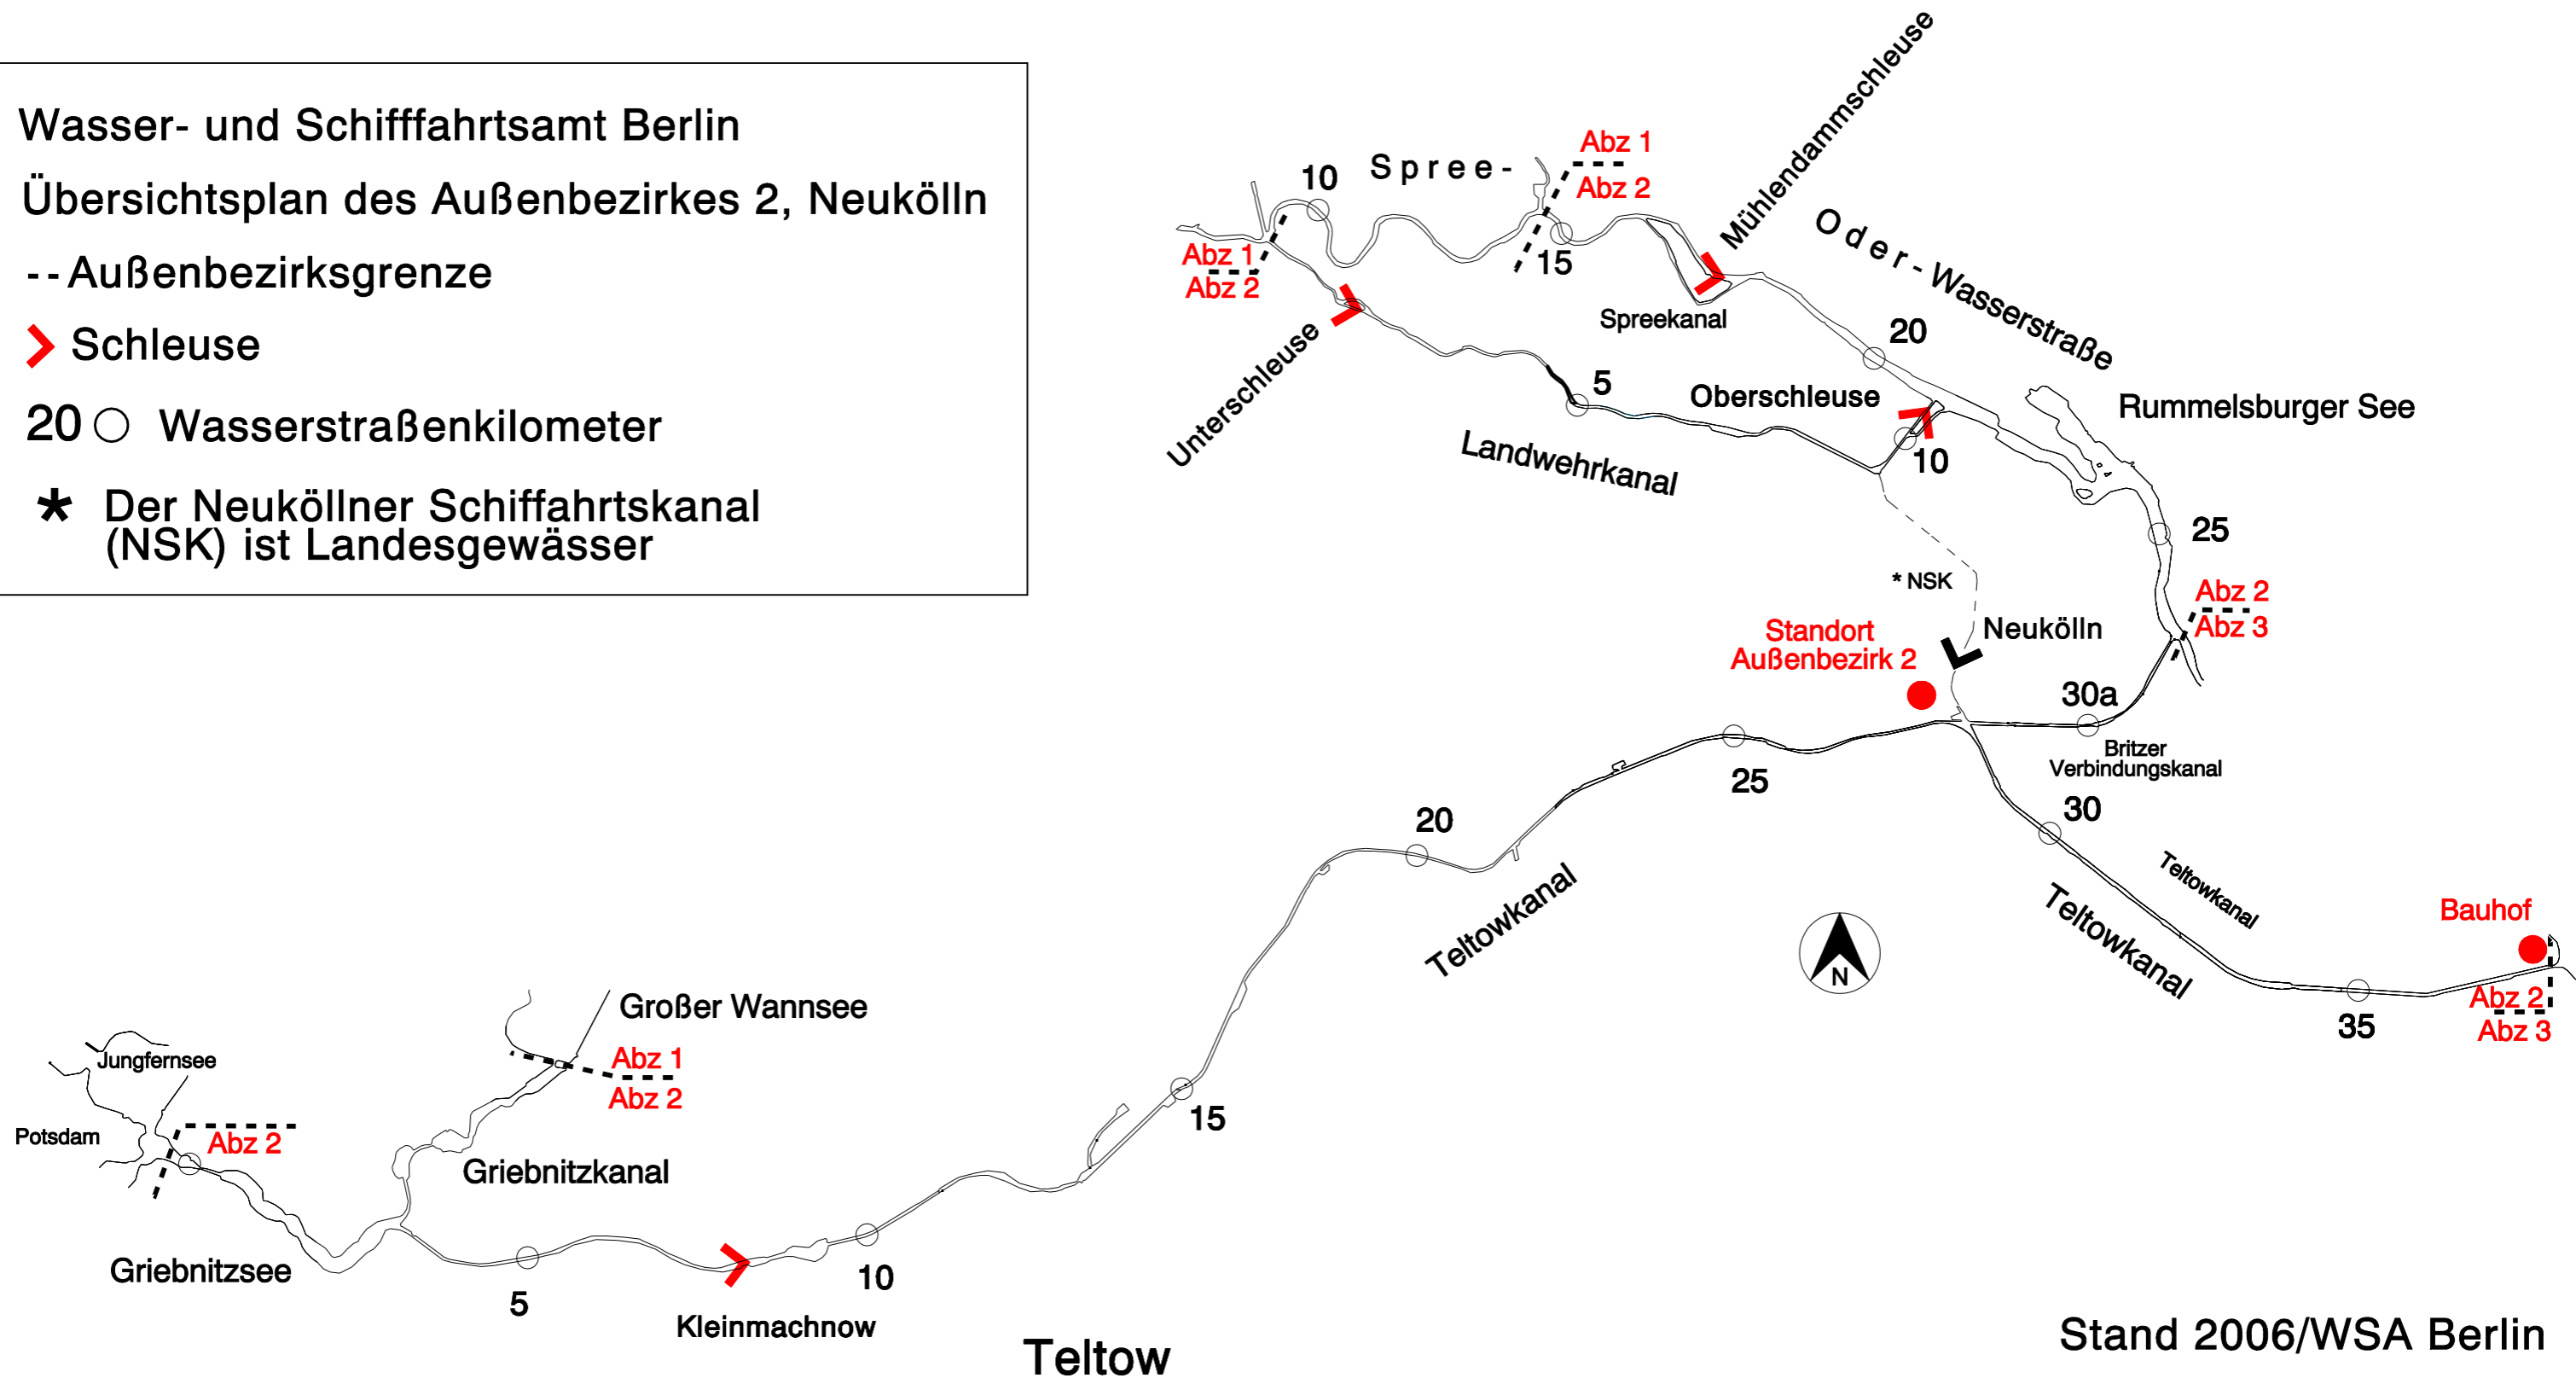 Wasser- und Schifffahrtsamt Berlin
Übersichtsplan des Außenbezirkes 2, Neukölln
-- Außenbezirksgrenze
Schleuse
20 Wasserstraßenkilometer
* Der Neuköllner Schiffahrtskanal
(NSK) ist Landesgewässer
Mühlendammschleuse
Abz 1
Abz 2
10
Spree-
Oder-Wasserstraße
Abz 1
Abz 2
15
Spreekanal
20
Unterschleuse
5
Oberschleuse
Rummelsburger See
Landwehrkanal
10
25
* NSK
Abz 2
Abz 3
Neukölln
Standort
Außenbezirk 2
30a
Britzer
Verbindungskanal
25
30
20
Teltowkanal
Teltowkanal
Teltowkanal
Bauhof
N
Abz 2
Abz 3
35
Großer Wannsee
Jungfernsee
Abz 1
Abz 2
Potsdam
Abz 2
15
Griebnitzkanal
Griebnitzsee
10
5
Kleinmachnow
Teltow
Stand 2006/WSA Berlin